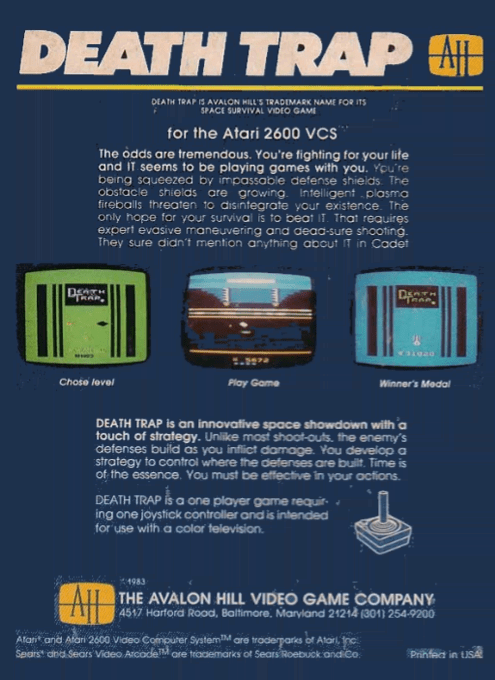 DEATH TRAP AH
DEATH TRAP IS AVALON HILL'S TRADEMARK NAME FOR ITS
SPACE SURVIVAL VIDEO GAME
for the Atari 2600 VCS
The odds are tremendous. You're fighting for your life
and IT seems to be playing games with you. You're
being squeezed by impassable defense shields. The
obstacle shields are growing. Intelligent plasma
fireballs threaten to disintegrate your existence. The
only hope for your survival is to beat IT. That requires
expert evasive maneuvering and dead-sure shooting.
They sure didn't mention anything about IT in Cadet
DEATH TRAP
DEATH TRAP
5672
Chose level
Play Game
Winner's Medal
DEATH TRAP is an innovative space showdown with a
touch of strategy. Unlike most shoot-outs, the enemy's
defenses build as you inflict damage. You develop a
strategy to control where the defenses are built. Time is
of the essence. You must be effective in your actions.
DEATH TRAP is a one player game requir-
ing one joystick controller and is intended
for use with a color television.
©1983
AH THE AVALON HILL VIDEO GAME COMPANY
4517 Harford Road, Baltimore, Maryland 21214 (301) 254-9200
Atari® and Atari 2600 Video Computer System™ are trademarks of Atari, Inc.
Sears® and Sears Video Arcade™ are trademarks of Sears Roebuck and Co.
Printed in USA